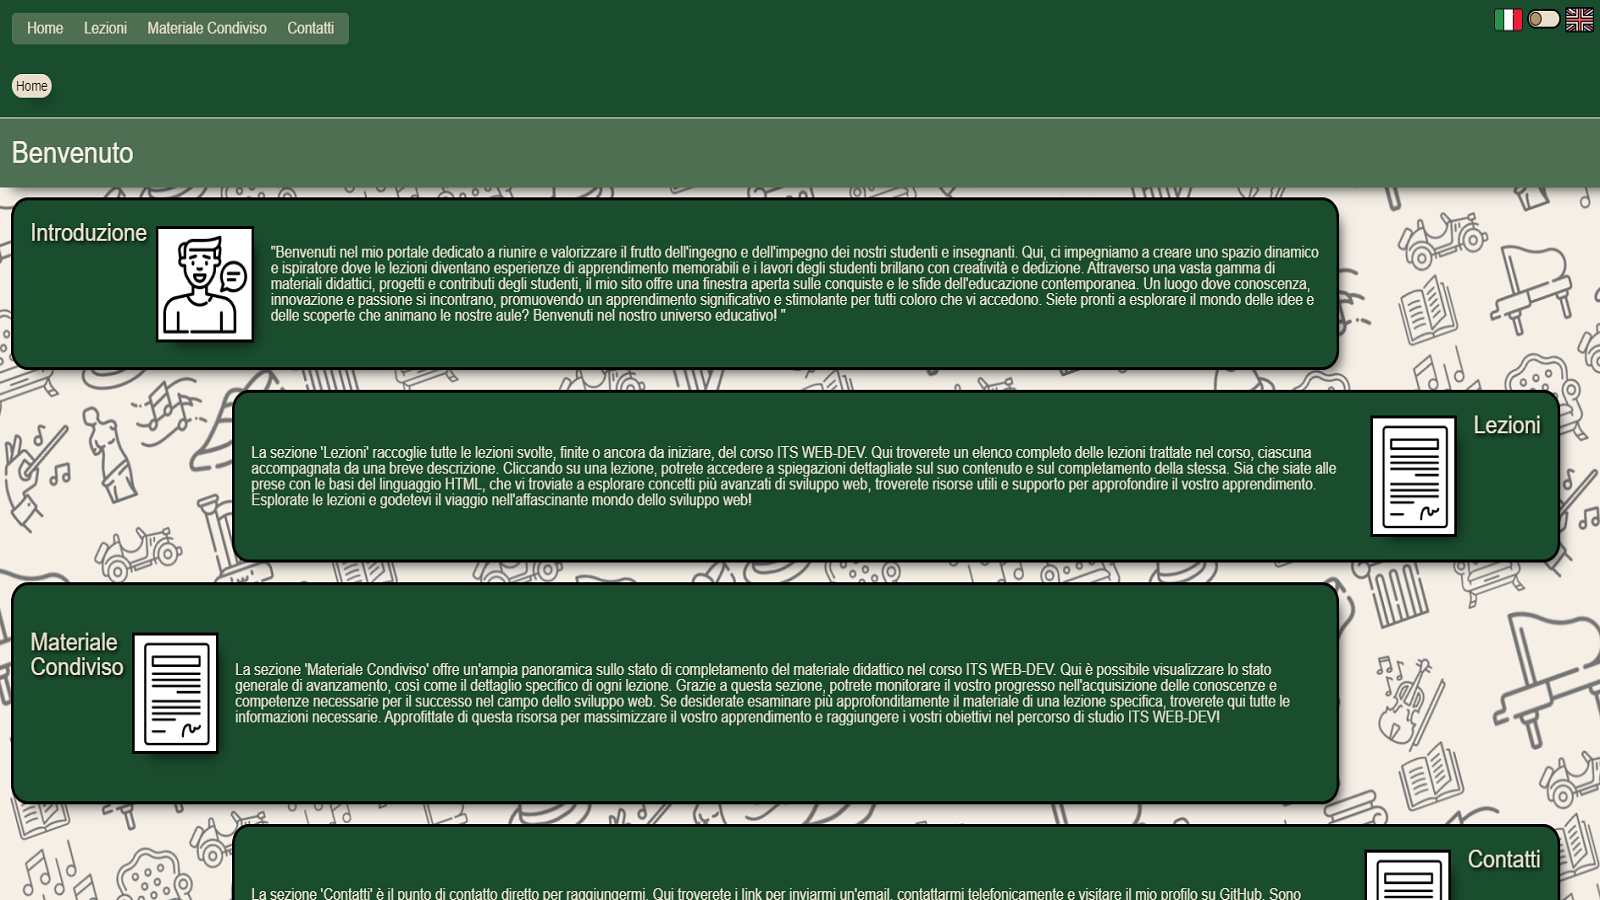 Home Lezioni Materiale Condiviso Contatti
Home
Benvenuto
Introduzione
"Benvenuti nel mio portale dedicato a riunire e valorizzare il frutto dell'ingegno e dell'impegno dei nostri studenti e insegnanti. Qui, ci impegniamo a creare uno spazio dinamico
e ispiratore dove le lezioni diventano esperienze di apprendimento memorabili e i lavori degli studenti brillano con creatività e dedizione. Attraverso una vasta gamma di
materiali didattici, progetti e contributi degli studenti, il mio sito offre una finestra aperta sulle conquiste e le sfide dell'educazione contemporanea. Un luogo dove conoscenza,
innovazione e passione si incontrano, promuovendo un apprendimento significativo e stimolante per tutti coloro che vi accedono. Siete pronti a esplorare il mondo delle idee e
delle scoperte che animano le nostre aule? Benvenuti nel nostro universo educativo! "
Lezioni
La sezione 'Lezioni' raccoglie tutte le lezioni svolte, finite o ancora da iniziare, del corso ITS WEB-DEV. Qui troverete un elenco completo delle lezioni trattate nel corso, ciascuna
accompagnata da una breve descrizione. Cliccando su una lezione, potrete accedere a spiegazioni dettagliate sul suo contenuto e sul completamento della stessa. Sia che siate alle
prese con le basi del linguaggio HTML, che vi troviate a esplorare concetti più avanzati di sviluppo web, troverete risorse utili e supporto per approfondire il vostro apprendimento.
Esplorate le lezioni e godetevi il viaggio nell'affascinante mondo dello sviluppo web!
Materiale
Condiviso
La sezione 'Materiale Condiviso' offre un'ampia panoramica sullo stato di completamento del materiale didattico nel corso ITS WEB-DEV. Qui è possibile visualizzare lo stato
generale di avanzamento, così come il dettaglio specifico di ogni lezione. Grazie a questa sezione, potrete monitorare il vostro progresso nell'acquisizione delle conoscenze e
competenze necessarie per il successo nel campo dello sviluppo web. Se desiderate esaminare più approfonditamente il materiale di una lezione specifica, troverete qui tutte le
informazioni necessarie. Approfittate di questa risorsa per massimizzare il vostro apprendimento e raggiungere i vostri obiettivi nel percorso di studio ITS WEB-DEV!
Contatti
La sezione 'Contatti' è il punto di contatto diretto per raggiungermi. Qui troverete i link per inviarmi un'email, contattarmi telefonicamente e visitare il mio profilo su GitHub. Sono